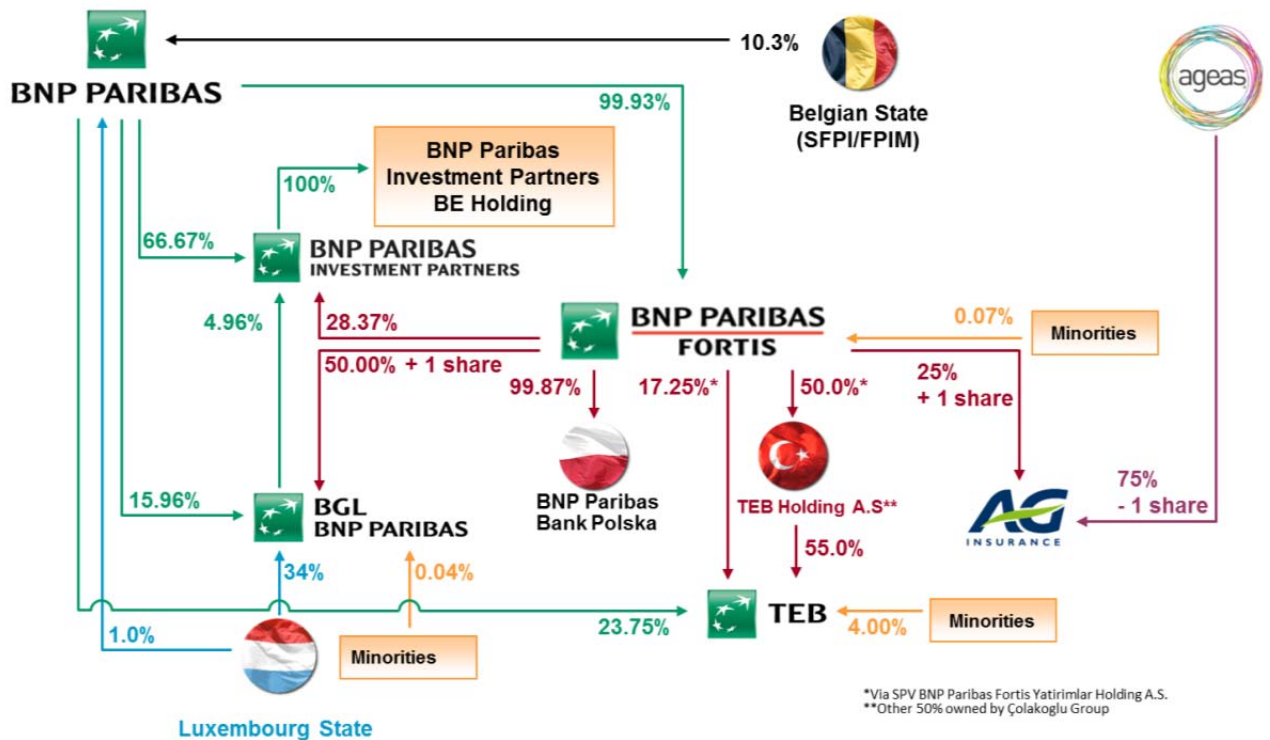 10.3%
BNP PARIBAS
ageas
99.93%
Belgian State
(SFPI/FPIM)
BNP Paribas
Investment Partners
BE Holding
100%
66.67%
BNP PARIBAS
INVESTMENT PARTNERS
4.96%
28.37%
BNP PARIBAS
FORTIS
0.07%
Minorities
50.00% + 1 share
99.87%
17.25%*
50.0%*
25%
+ 1 share
15.96%
BGL
BNP PARIBAS
BNP Paribas
Bank Polska
TEB Holding A.S**
AG
INSURANCE
75%
- 1 share
55.0%
34%
0.04%
TEB
23.75%
4.00%
Minorities
1.0%
Minorities
Luxembourg State
*Via SPV BNP Paribas Fortis Yatirimlar Holding A.S.
**Other 50% owned by Çolakoglu Group